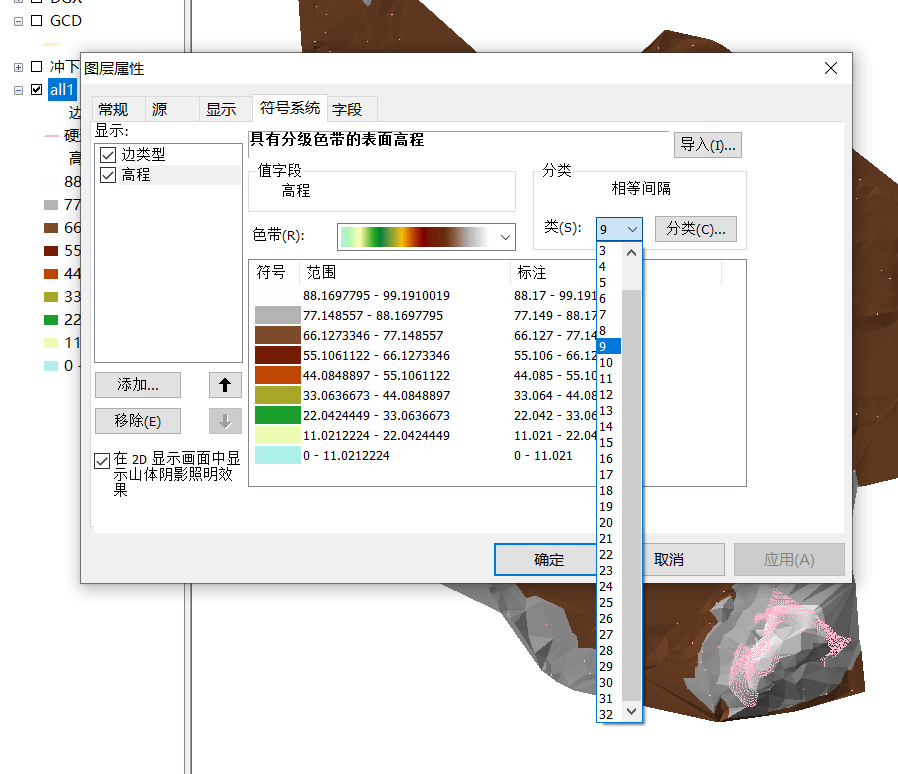 GCD
冲下
图层属性
all1
常规
源
显示
符号系统
字段
边
硬
高
88
77
66
55
44
33
22
11
0 -
显示:
边类型
高程
添加...
移除(E)
在 2D 显示画面中显
示山体阴影照明效
果
具有分级色带的表面高程
导入(I)...
值字段
高程
分类
相等间隔
色带(R):
类(S):
9
分类(C)...
符号
范围
标注
88.1697795 - 99.1910019
88.17 - 99.191
77.148557 - 88.1697795
77.149 - 88.17
66.1273346 - 77.148557
66.127 - 77.14
55.1061122 - 66.1273346
55.106 - 66.12
44.0848897 - 55.1061122
44.085 - 55.10
33.0636673 - 44.0848897
33.064 - 44.08
22.0424449 - 33.0636673
22.042 - 33.06
11.0212224 - 22.0424449
11.021 - 22.04
0 - 11.0212224
0 - 11.021
3
4
5
6
7
8
9
10
11
12
13
14
15
16
17
18
19
20
21
22
23
24
25
26
27
28
29
30
31
32
确定
取消
应用(A)